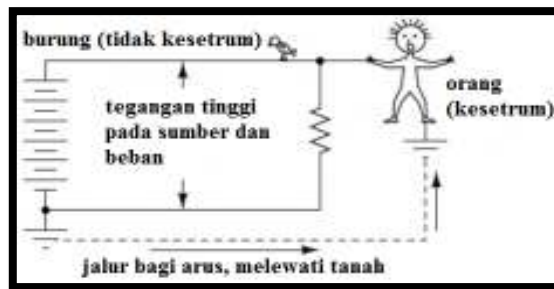 burung (tidak kesetrum)
orang
(kesetrum)
tegangan tinggi
pada sumber dan
beban
jalur bagi arus, melewati tanah